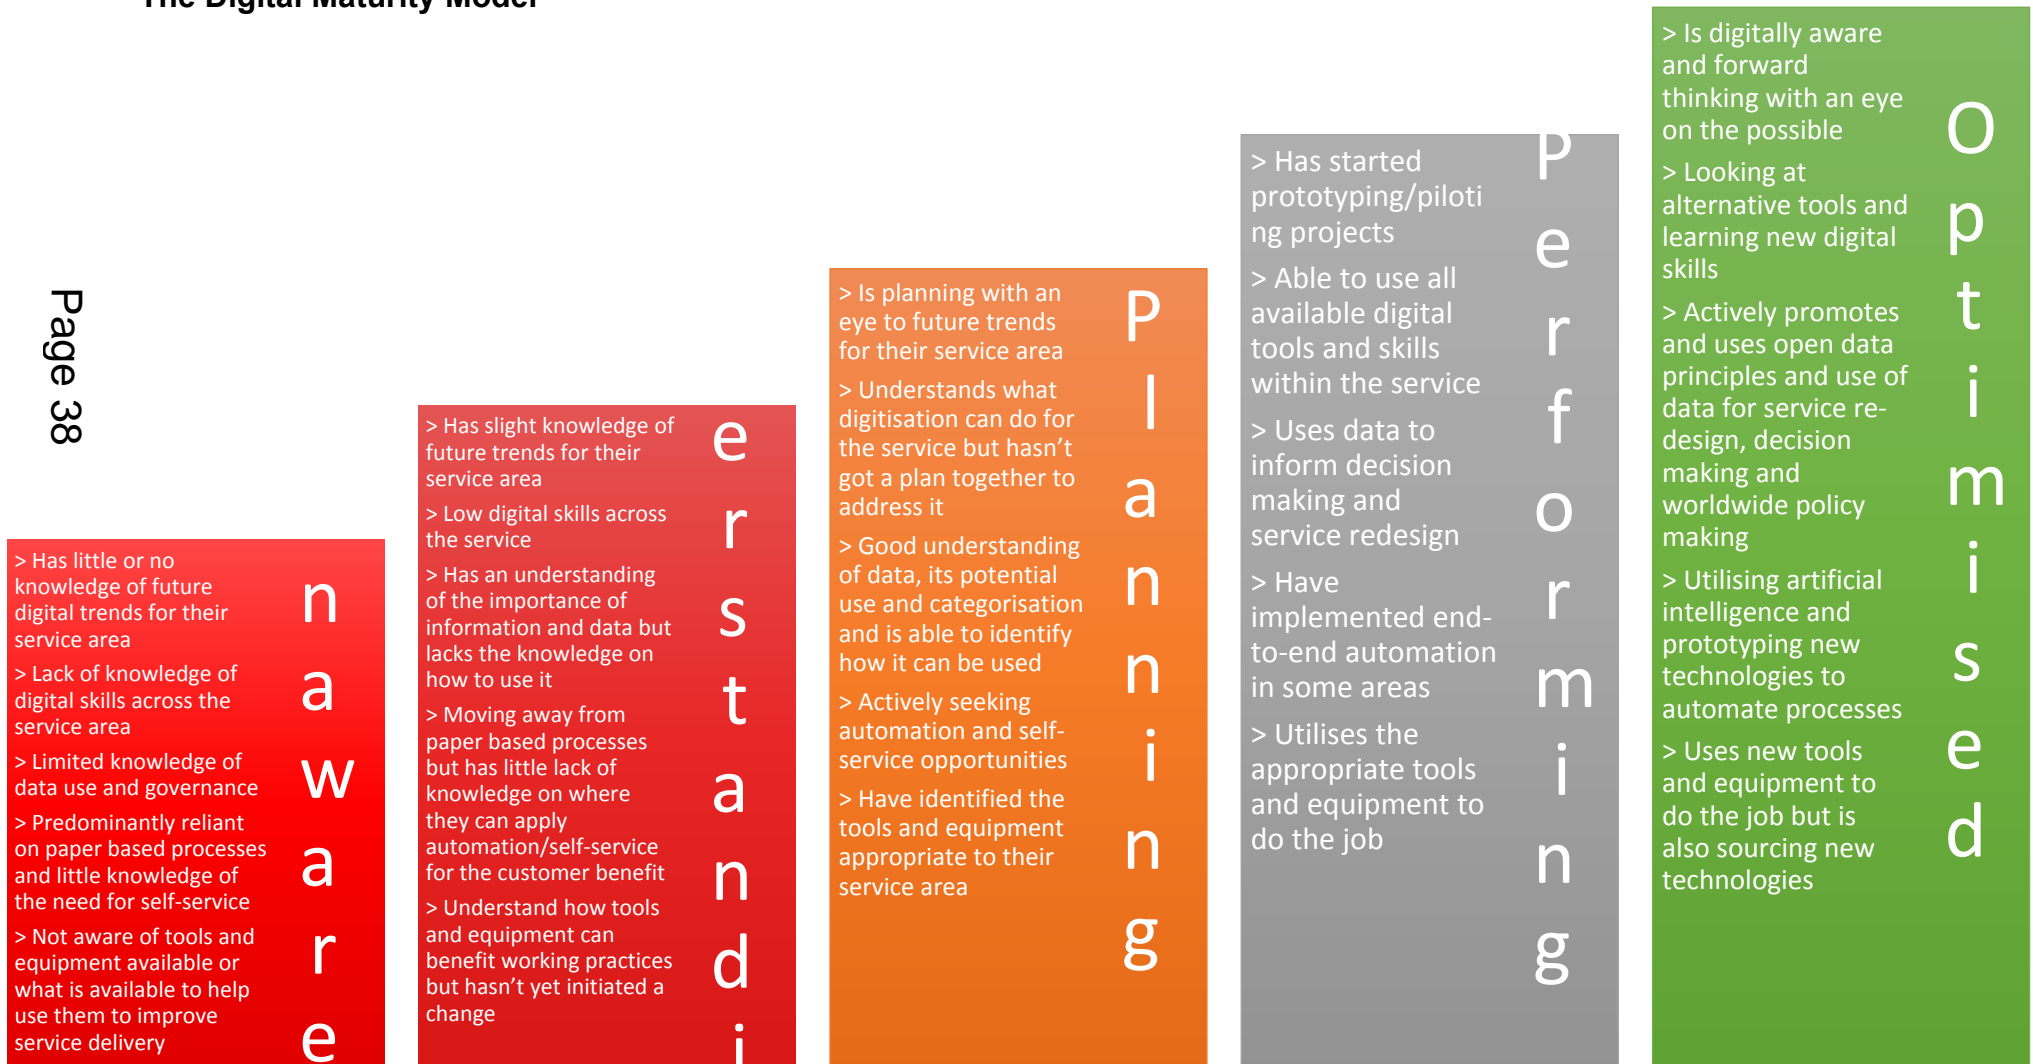 The Digital Maturity Model
Page 38
> Has little or no
knowledge of future
digital trends for their
service area
> Lack of knowledge of
digital skills across the
service area
> Limited knowledge of
data use and governance
> Predominantly reliant
on paper based processes
and little knowledge of
the need for self-service
> Not aware of tools and
equipment available or
what is available to help
use them to improve
service delivery
n
a
w
a
r
e
> Has slight knowledge of
future trends for their
service area
> Low digital skills across
the service
> Has an understanding
of the importance of
information and data but
lacks the knowledge on
how to use it
> Moving away from
paper based processes
but has little lack of
knowledge on where
they can apply
automation/self-service
for the customer benefit
> Understand how tools
and equipment can
benefit working practices
but hasn't yet initiated a
change
e
r
s
t
a
n
d
i
> Is planning with an
eye to future trends
for their service area
> Understands what
digitisation can do for
the service but hasn't
got a plan together to
address it
> Good understanding
of data, its potential
use and categorisation
and is able to identify
how it can be used
> Actively seeking
automation and self-
service opportunities
> Have identified the
tools and equipment
appropriate to their
service area
P
l
a
n
n
i
n
g
> Has started
prototyping/piloti
ng projects
> Able to use all
available digital
tools and skills
within the service
> Uses data to
inform decision
making and
service redesign
> Have
implemented end-
to-end automation
in some areas
> Utilises the
appropriate tools
and equipment to
do the job
P
e
r
f
o
r
m
i
n
g
> Is digitally aware
and forward
thinking with an eye
on the possible
> Looking at
alternative tools and
learning new digital
skills
> Actively promotes
and uses open data
principles and use of
data for service re-
design, decision
making and
worldwide policy
making
> Utilising artificial
intelligence and
prototyping new
technologies to
automate processes
> Uses new tools
and equipment to
do the job but is
also sourcing new
technologies
O
p
t
i
m
i
s
e
d